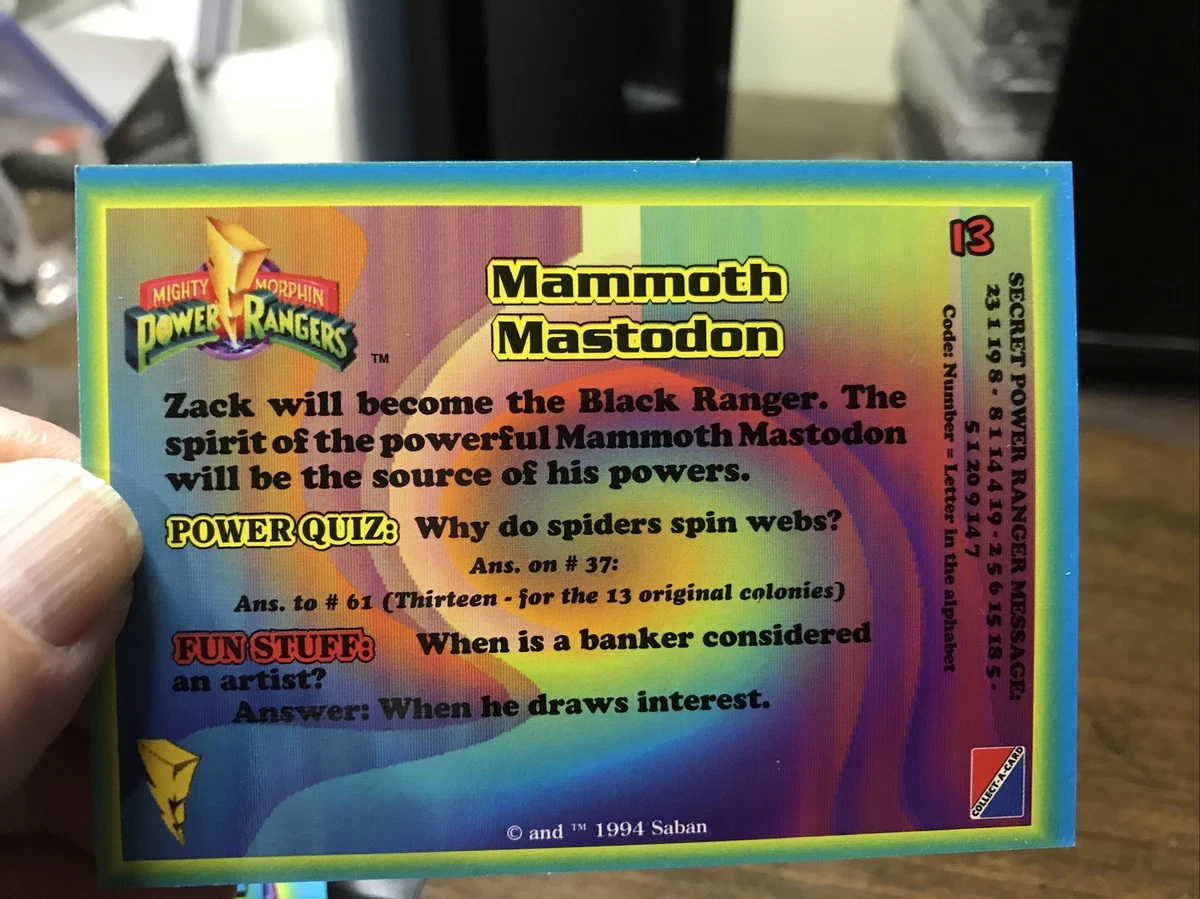 MIGHTY MORPHIN
POWER RANGERS
TM
Mammoth
Mastodon
Zack will become the Black Ranger. The
spirit of the powerful Mammoth Mastodon
will be the source of his powers.
POWER QUIZ: Why do spiders spin webs?
Ans. on # 37:
Ans. to # 61 (Thirteen - for the 13 original colonies)
FUN STUFF: When is a banker considered
an artist?
Answer: When he draws interest.
© and ™ 1994 Saban
13
SECRET POWER RANGER MESSAGE:
23 1 19 8 - 8 1 14 4 19 - 2 5 6 15 18 5 -
5 1 20 9 14 7
Code: Number = Letter in the alphabet
COLLECT-A-CARD